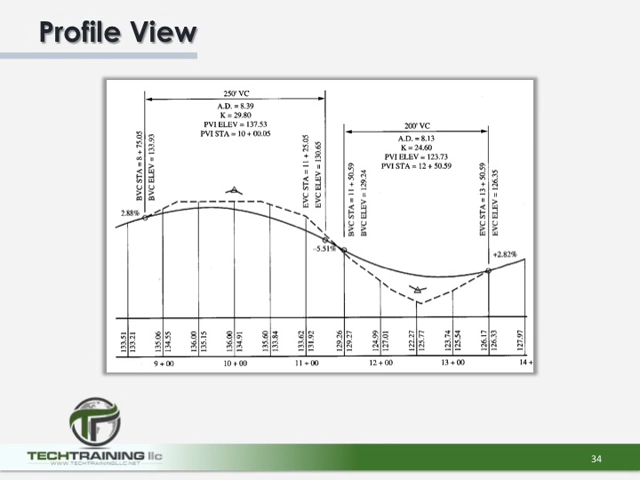 Profile View
250' VC
A.D. = 8.39
K = 29.80
PVI ELEV = 137.53
PVI STA = 10 + 00.05
200' VC
A.D. = 8.13
K = 24.60
PVI ELEV = 123.73
PVI STA = 12 + 50.59
BVC STA = 8 + 75.05
BVC ELEV = 133.93
EVC STA = 11 + 25.05
EVC ELEV = 130.65
BVC STA = 11 + 50.59
BVC ELEV = 129.24
EVC STA = 13 + 50.59
EVC ELEV = 126.35
2.88%
-5.51%
+2.82%
133.51
133.21
135.06
134.55
136.00
135.15
136.00
134.91
135.60
133.84
133.62
131.92
129.26
129.27
124.99
127.01
122.27
125.77
123.74
125.54
126.17
126.33
127.97
9 + 00
10 + 00
11 + 00
12 + 00
13 + 00
14 +
TF
TECHTRAINING llc
WWW.TECHTRAININGLLC.NET
34